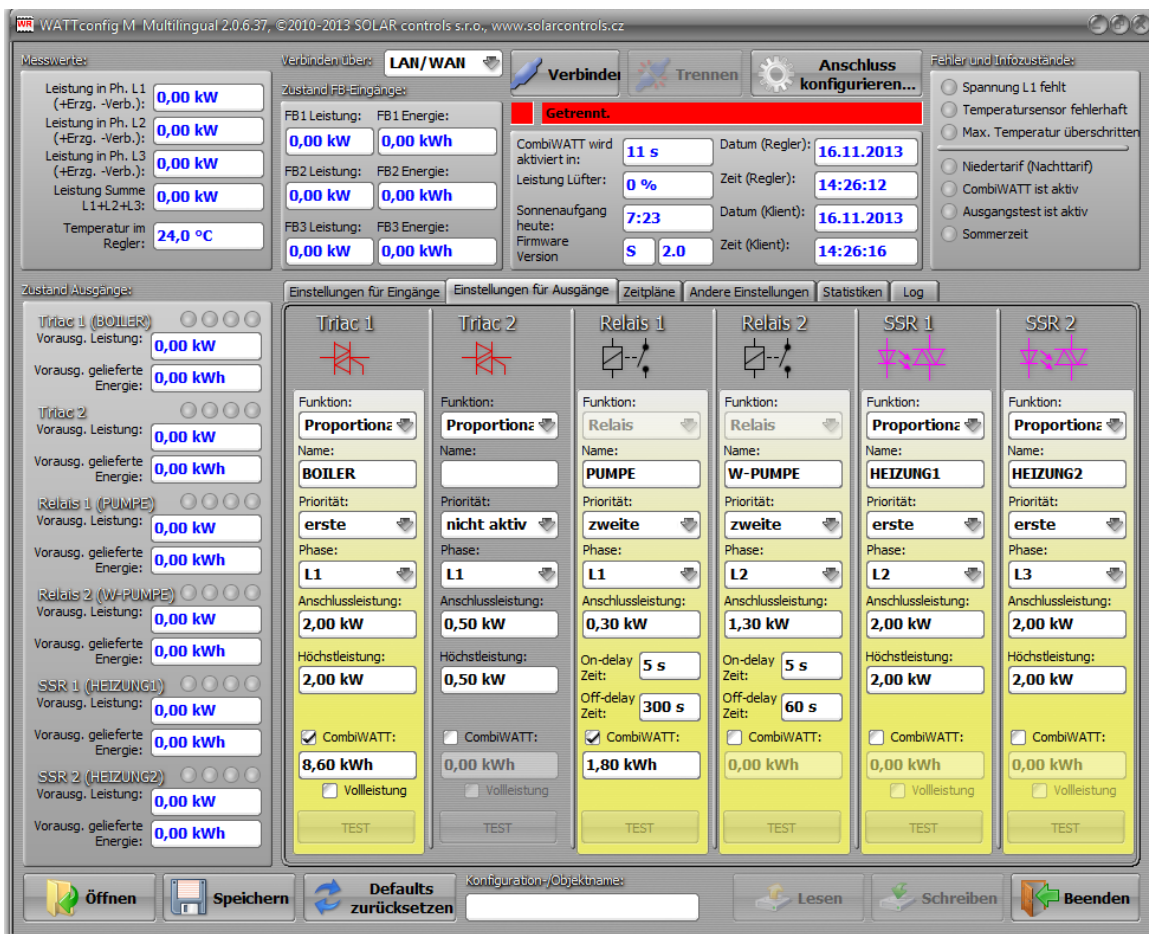 WATTconfig M Multilingual 2.0.6.37, ©2010-2013 SOLAR controls s.r.o., www.solarcontrols.cz
Messwerte:
Leistung in Ph. L1 (+Erzg. -Verb.): 0,00 kW
Leistung in Ph. L2 (+Erzg. -Verb.): 0,00 kW
Leistung in Ph. L3 (+Erzg. -Verb.): 0,00 kW
Leistung Summe L1+L2+L3: 0,00 kW
Temperatur im Regler: 24,0 °C
Verbinden über: LAN/WAN
Zustand FB-Eingänge:
FB1 Leistung: FB1 Energie:
0,00 kW 0,00 kWh
FB2 Leistung: FB2 Energie:
0,00 kW 0,00 kWh
FB3 Leistung: FB3 Energie:
0,00 kW 0,00 kWh
Verbinder Trennen Anschluss konfigurieren...
Getrennt.
CombiWATT wird aktiviert in: 11 s Datum (Regler): 16.11.2013
Leistung Lüfter: 0 % Zeit (Regler): 14:26:12
Sonnenaufgang heute: 7:23 Datum (Klient): 16.11.2013
Firmware Version S 2.0 Zeit (Klient): 14:26:16
Fehler und Infozustände:
Spannung L1 fehlt
Temperatursensor fehlerhaft
Max. Temperatur überschritten
Niedertarif (Nachttarif)
CombiWATT ist aktiv
Ausgangstest ist aktiv
Sommerzeit
Zustand Ausgänge:
Triac 1 (BOILER)
Vorausg. Leistung: 0,00 kW
Vorausg. gelieferte Energie: 0,00 kWh
Triac 2
Vorausg. Leistung: 0,00 kW
Vorausg. gelieferte Energie: 0,00 kWh
Relais 1 (PUMPE)
Vorausg. Leistung: 0,00 kW
Vorausg. gelieferte Energie: 0,00 kWh
Relais 2 (W-PUMPE)
Vorausg. Leistung: 0,00 kW
Vorausg. gelieferte Energie: 0,00 kWh
SSR 1 (HEIZUNG1)
Vorausg. Leistung: 0,00 kW
Vorausg. gelieferte Energie: 0,00 kWh
SSR 2 (HEIZUNG2)
Vorausg. Leistung: 0,00 kW
Vorausg. gelieferte Energie: 0,00 kWh
Einstellungen für Eingänge Einstellungen für Ausgänge Zeitpläne Andere Einstellungen Statistiken Log
Triac 1
Funktion:
Proportiona
Name:
BOILER
Priorität:
erste
Phase:
L1
Anschlussleistung:
2,00 kW
Höchstleistung:
2,00 kW
CombiWATT:
8,60 kWh
Vollleistung
TEST
Triac 2
Funktion:
Proportiona
Name:
Priorität:
nicht aktiv
Phase:
L1
Anschlussleistung:
0,50 kW
Höchstleistung:
0,50 kW
CombiWATT:
0,00 kWh
Vollleistung
TEST
Relais 1
Funktion:
Relais
Name:
PUMPE
Priorität:
zweite
Phase:
L1
Anschlussleistung:
0,30 kW
On-delay Zeit: 5 s
Off-delay Zeit: 300 s
CombiWATT:
1,80 kWh
TEST
Relais 2
Funktion:
Relais
Name:
W-PUMPE
Priorität:
zweite
Phase:
L2
Anschlussleistung:
1,30 kW
On-delay Zeit: 5 s
Off-delay Zeit: 60 s
CombiWATT:
0,00 kWh
TEST
SSR 1
Funktion:
Proportiona
Name:
HEIZUNG1
Priorität:
erste
Phase:
L2
Anschlussleistung:
2,00 kW
Höchstleistung:
2,00 kW
CombiWATT:
0,00 kWh
Vollleistung
TEST
SSR 2
Funktion:
Proportiona
Name:
HEIZUNG2
Priorität:
erste
Phase:
L3
Anschlussleistung:
2,00 kW
Höchstleistung:
2,00 kW
CombiWATT:
0,00 kWh
Vollleistung
TEST
Öffnen Speichern Defaults zurücksetzen
Konfiguration-/Objektname:
Lesen Schreiben Beenden